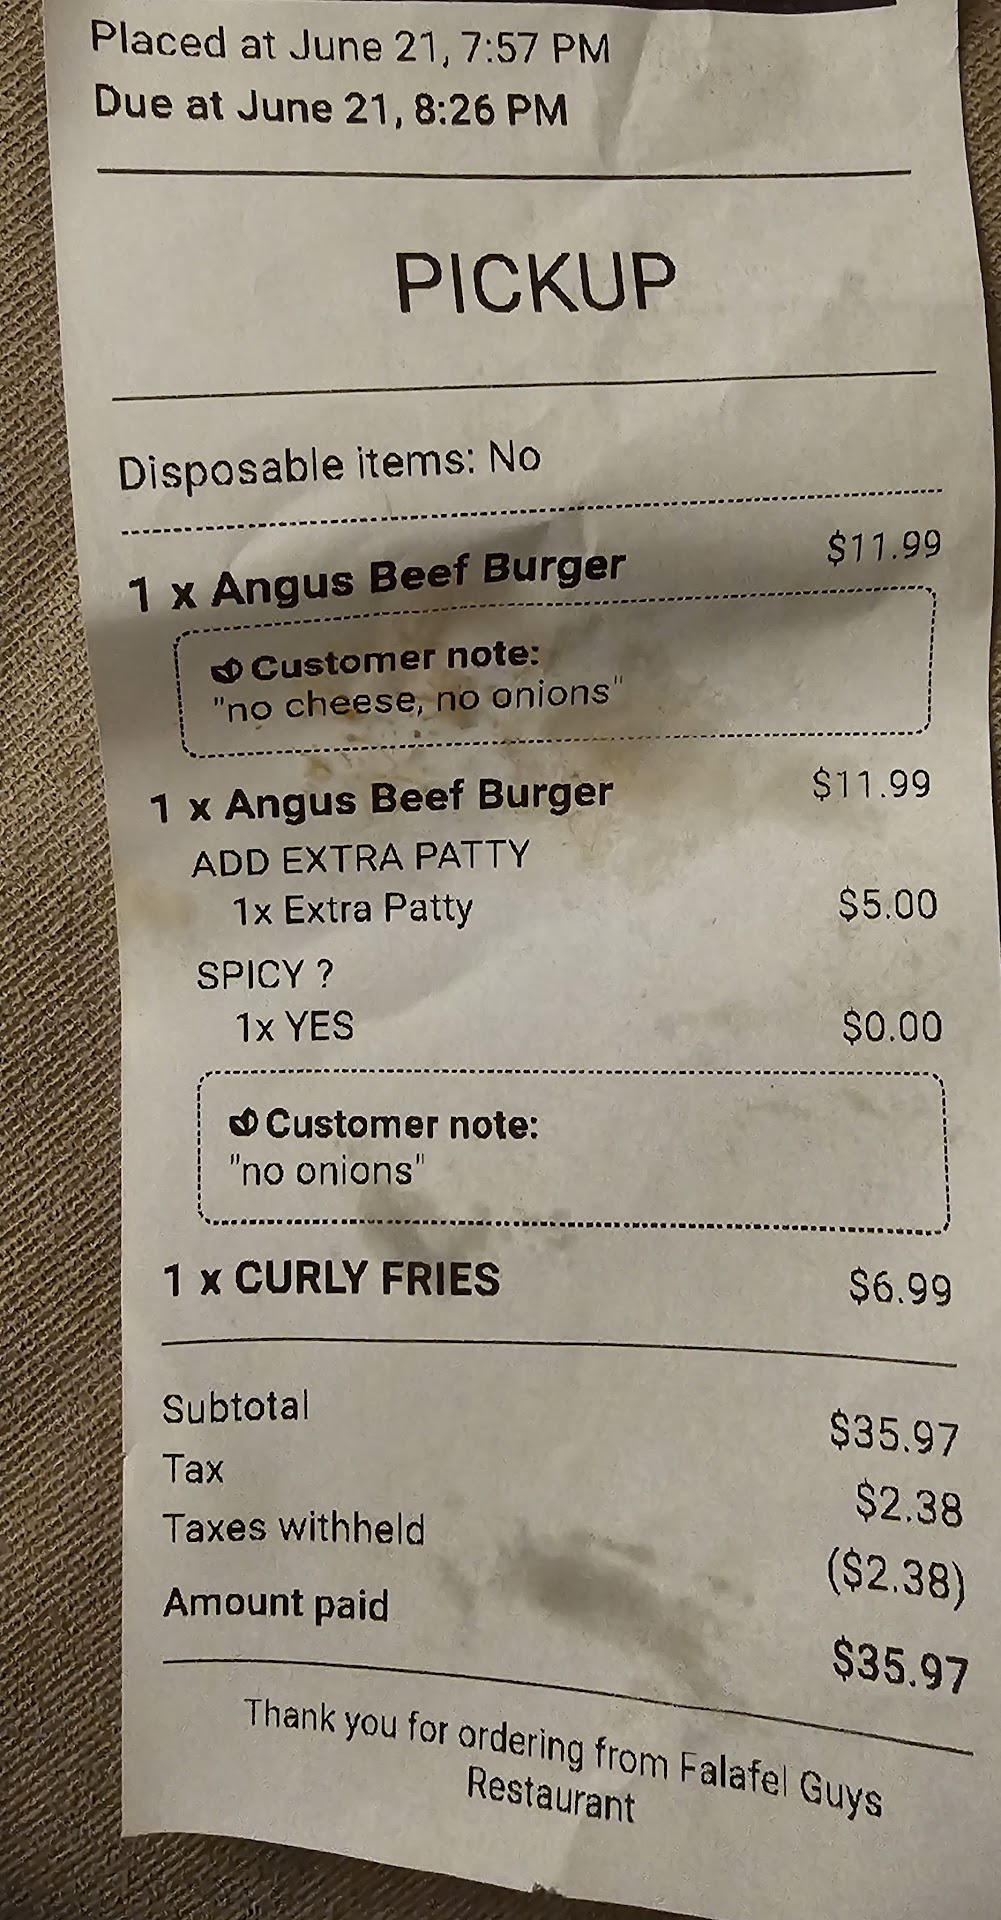 Placed at June 21, 7:57 PM
Due at June 21, 8:26 PM
PICKUP
Disposable items: No
1 x Angus Beef Burger $11.99
Customer note:
"no cheese, no onions"
1 x Angus Beef Burger $11.99
ADD EXTRA PATTY
1x Extra Patty $5.00
SPICY ?
1x YES $0.00
Customer note:
"no onions"
1 x CURLY FRIES $6.99
Subtotal $35.97
Tax $2.38
Taxes withheld ($2.38)
Amount paid $35.97
Thank you for ordering from Falafel Guys
Restaurant